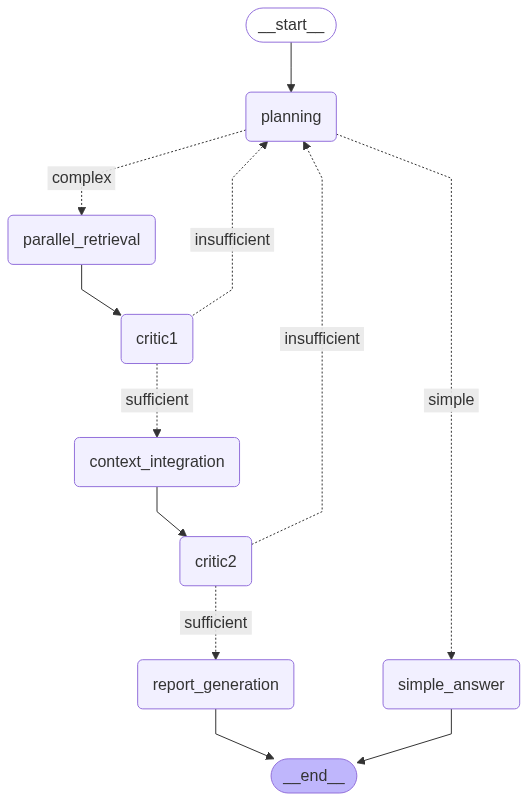 __start__
planning
complex
parallel_retrieval
insufficient
critic1
insufficient
sufficient
simple
context_integration
critic2
sufficient
report_generation
simple_answer
__end__